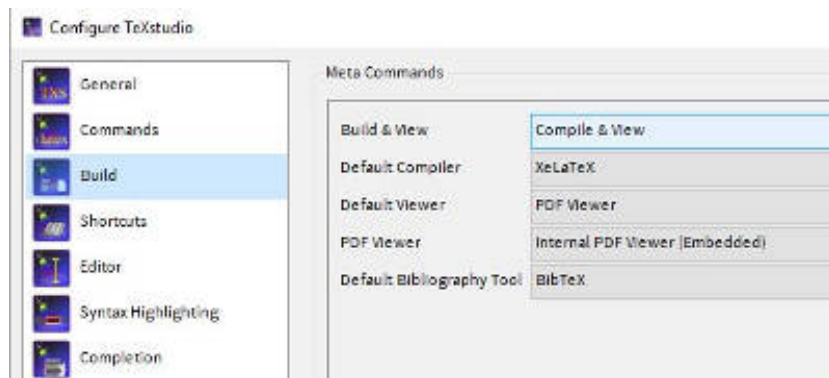 Configure TeXstudio
General
Commands
Build
Shortcuts
Editor
Syntax Highlighting
Completion
Meta Commands
Build & View Compile & View
Default Compiler XeLaTeX
Default Viewer PDF Viewer
PDF Viewer Internal PDF Viewer (Embedded)
Default Bibliography Tool BibTeX